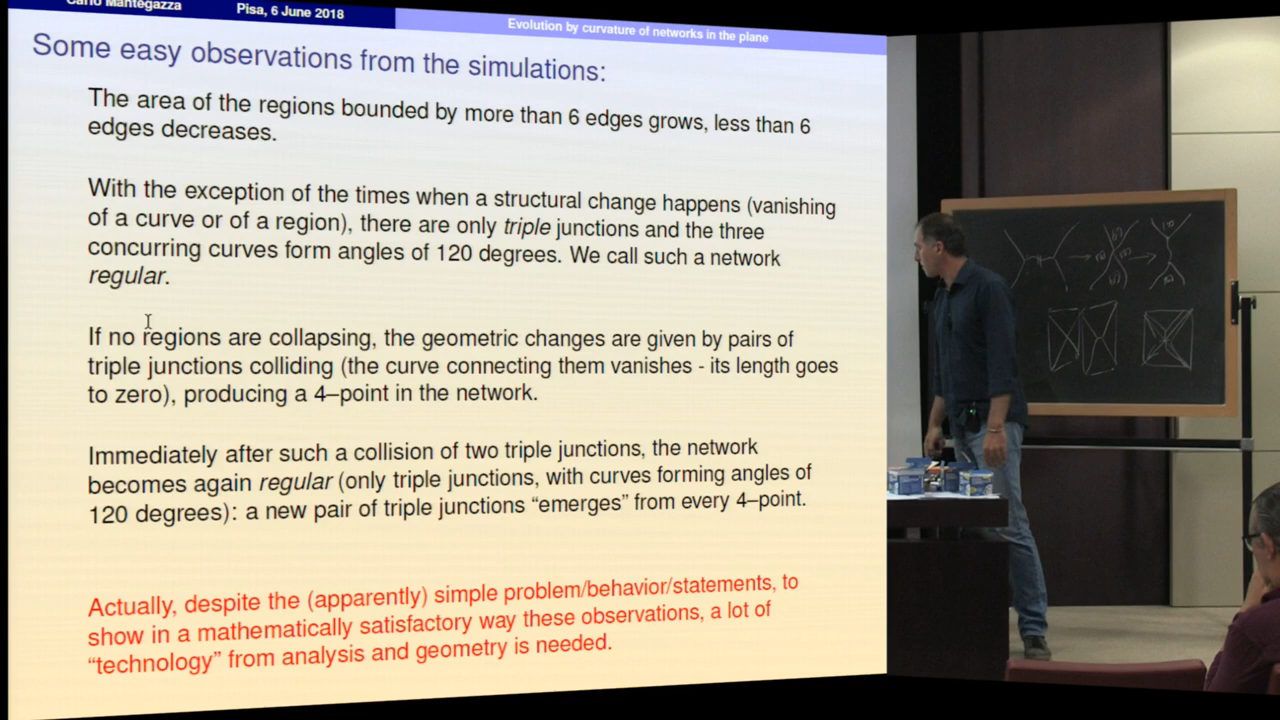 Carlo Mantegazza
Pisa, 6 June 2018
Evolution by curvature of networks in the plane
Some easy observations from the simulations:
The area of the regions bounded by more than 6 edges grows, less than 6
edges decreases.
With the exception of the times when a structural change happens (vanishing
of a curve or of a region), there are only triple junctions and the three
concurring curves form angles of 120 degrees. We call such a network
regular.
If no regions are collapsing, the geometric changes are given by pairs of
triple junctions colliding (the curve connecting them vanishes - its length goes
to zero), producing a 4–point in the network.
Immediately after such a collision of two triple junctions, the network
becomes again regular (only triple junctions, with curves forming angles of
120 degrees): a new pair of triple junctions “emerges” from every 4–point.
Actually, despite the (apparently) simple problem/behavior/statements, to
show in a mathematically satisfactory way these observations, a lot of
“technology” from analysis and geometry is needed.